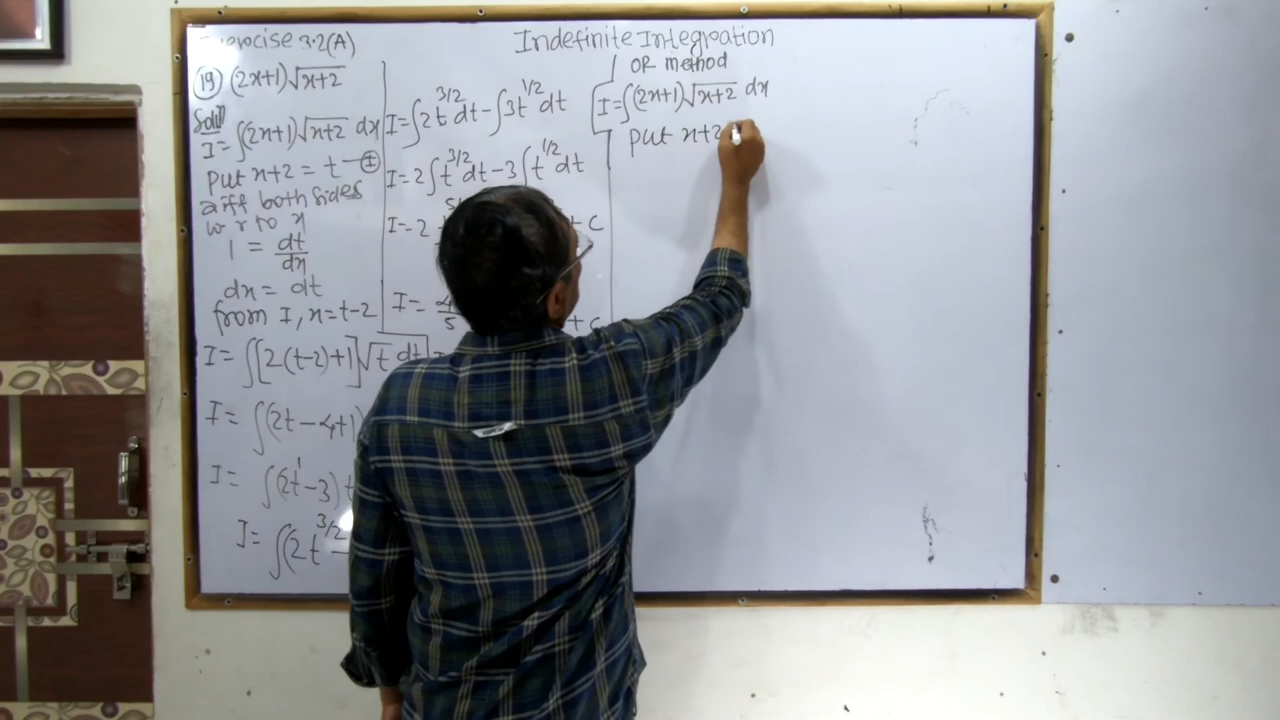 Exercise 3.2(A)
Indefinite Integration
(19) (2x+1)√x+2
Solⁿ
I=∫(2x+1)√x+2 dx
Put x+2 = t —(I)
diff both sides
w r to x
1 = dt/dx
dx = dt
from I, x=t-2
I= ∫[2(t-2)+1]√t dt
I= ∫(2t-4+1)
I= ∫(2t¹-3) t
I= ∫(2t^3/2 -
I=∫2t^3/2 dt-∫3t^1/2 dt
I=2∫t^3/2 dt-3∫t^1/2 dt
I=2 + C
I= 4/5 + C
OR method
I=∫(2x+1)√x+2 dx
Put x+2